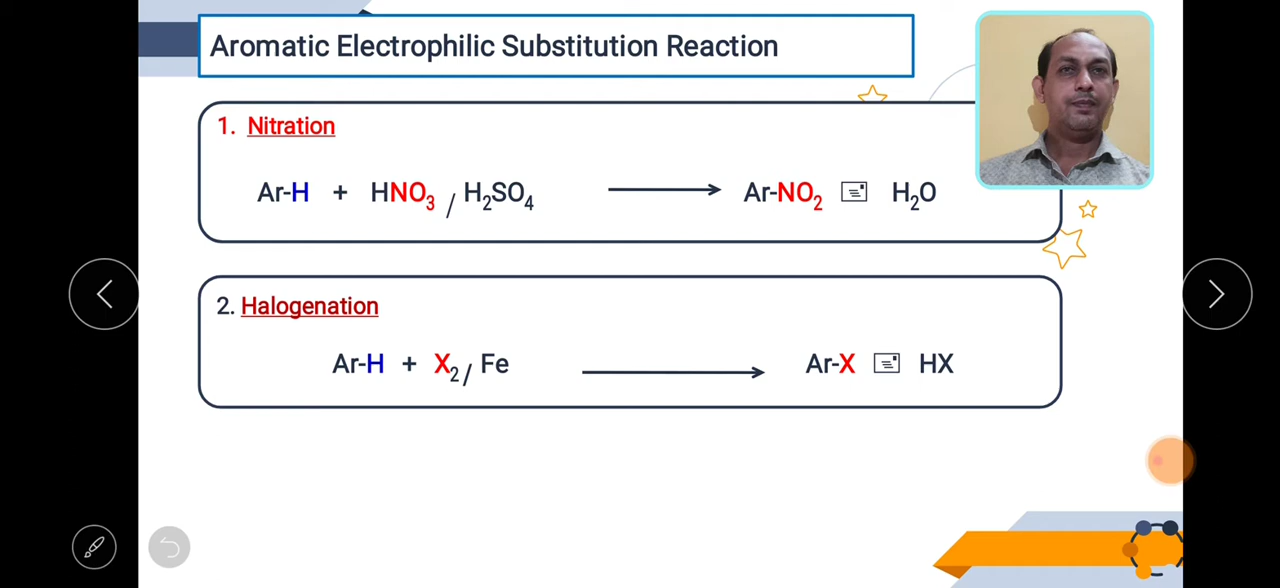 Aromatic Electrophilic Substitution Reaction
1. Nitration
Ar-H + HNO₃ / H₂SO₄ ⟶ Ar-NO₂ 🖃 H₂O
2. Halogenation
Ar-H + X₂ / Fe ⟶ Ar-X 🖃 HX